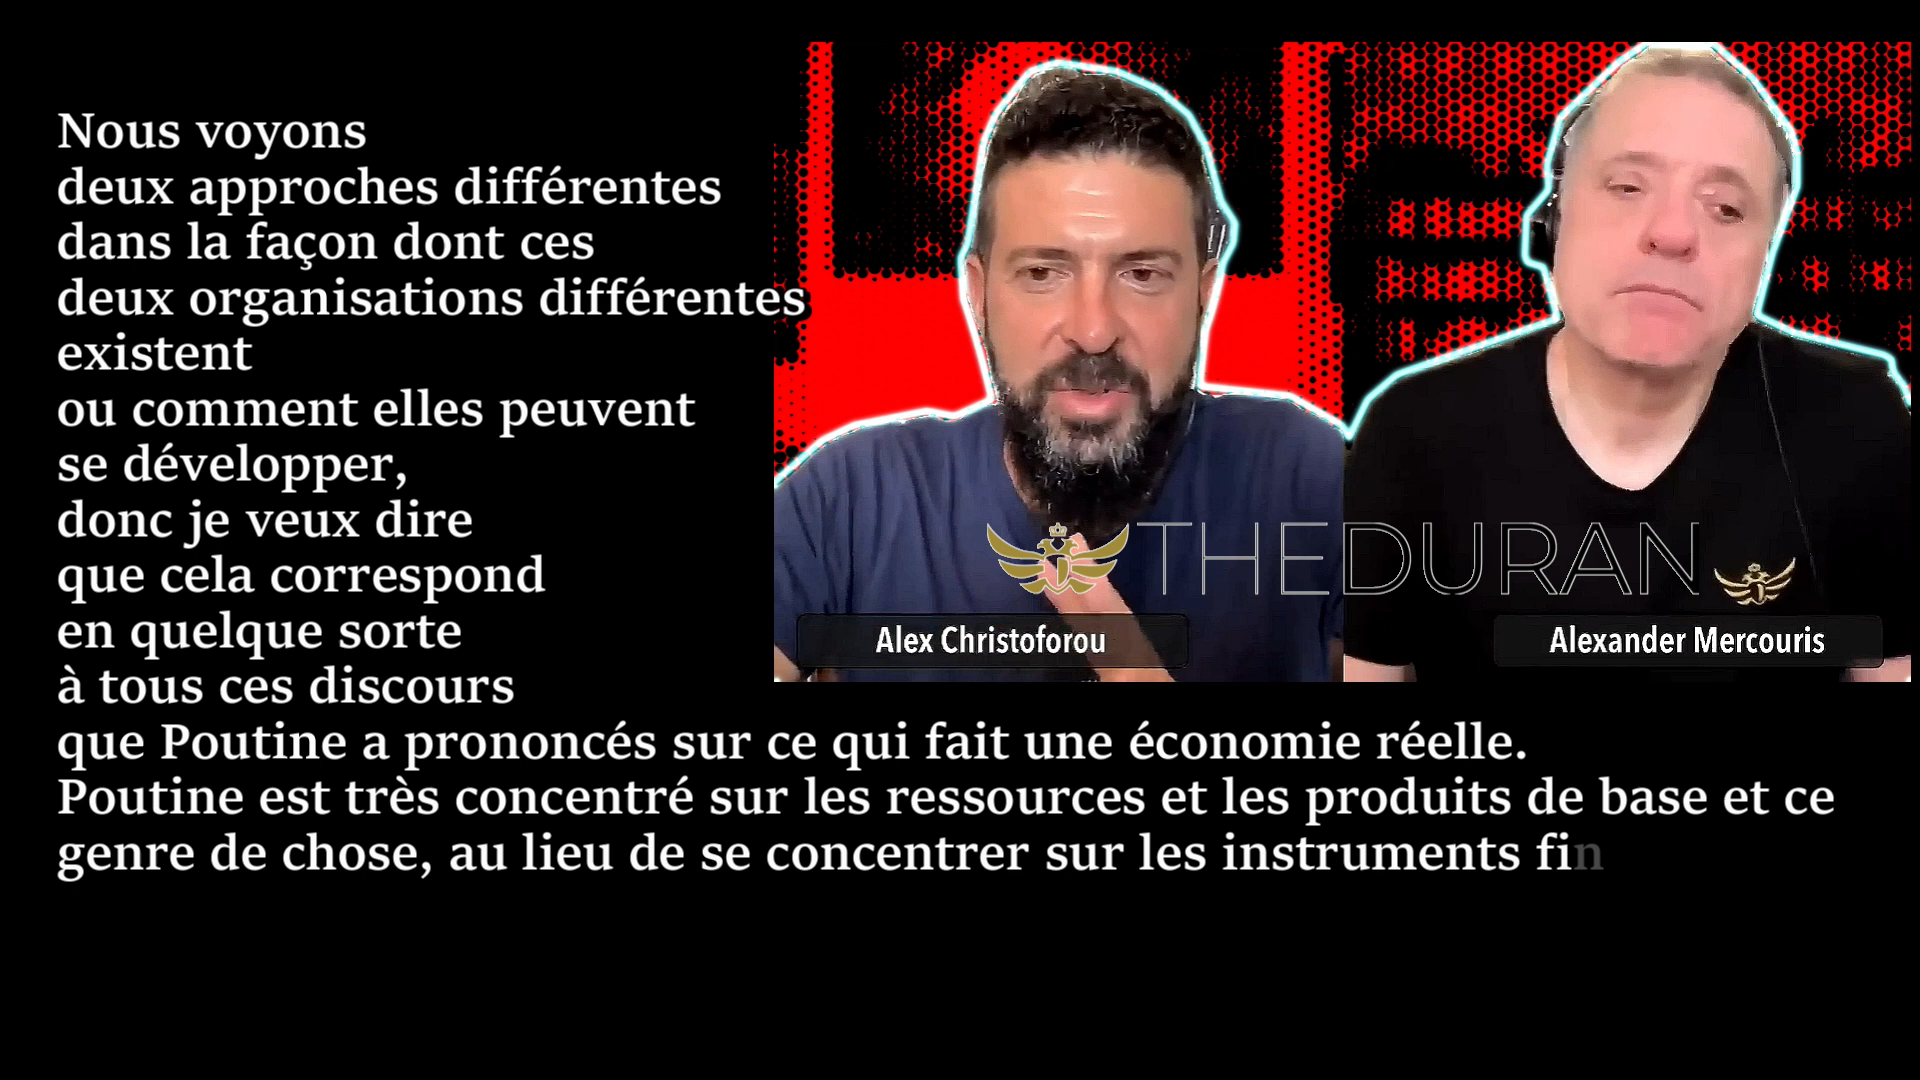 Nous voyons
deux approches différentes
dans la façon dont ces
deux organisations différentes
existent
ou comment elles peuvent
se développer,
donc je veux dire
que cela correspond
en quelque sorte
à tous ces discours
que Poutine a prononcés sur ce qui fait une économie réelle.
Poutine est très concentré sur les ressources et les produits de base et ce
genre de chose, au lieu de se concentrer sur les instruments fin
THEDURAN
Alex Christoforou
Alexander Mercouris